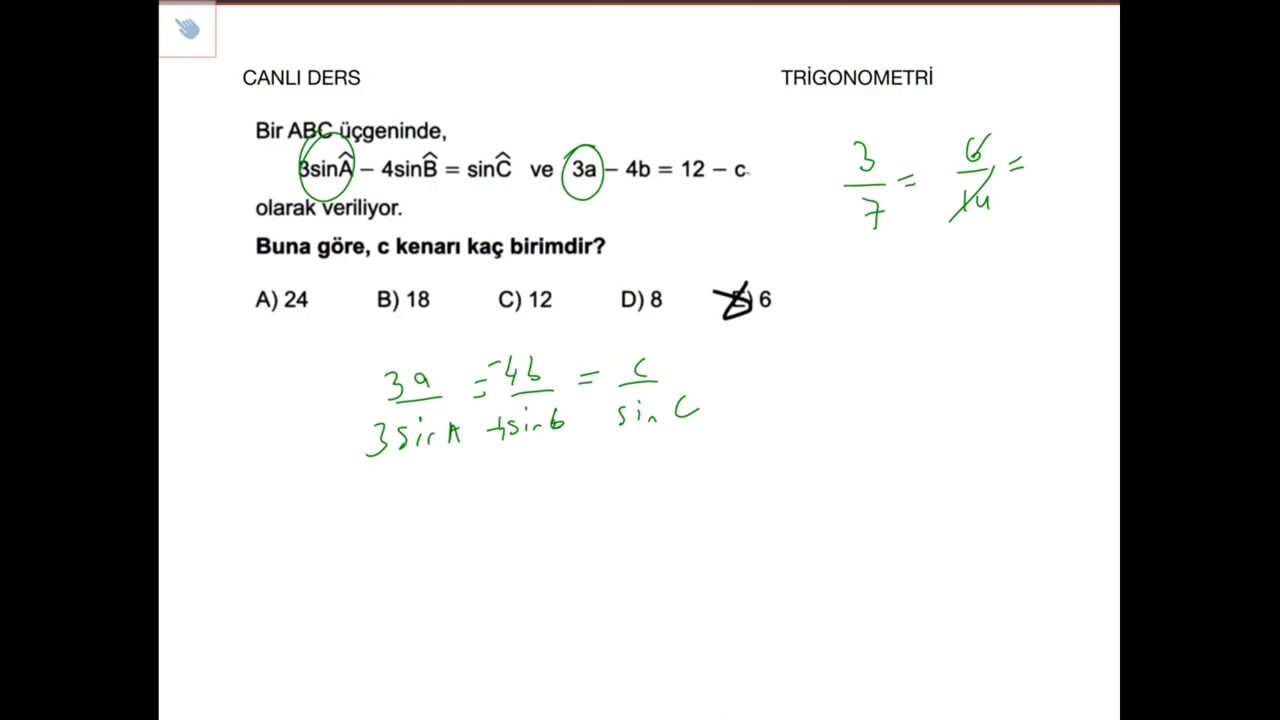 CANLI DERS
TRİGONOMETRİ
Bir ABC üçgeninde,
3sinÂ − 4sinB̂ = sinĈ ve 3a − 4b = 12 − c
olarak veriliyor.
Buna göre, c kenarı kaç birimdir?
A) 24 B) 18 C) 12 D) 8 E) 6
3/7 = 6/14 =
3a/3sinA = -4b/-4sinB = c/sinC